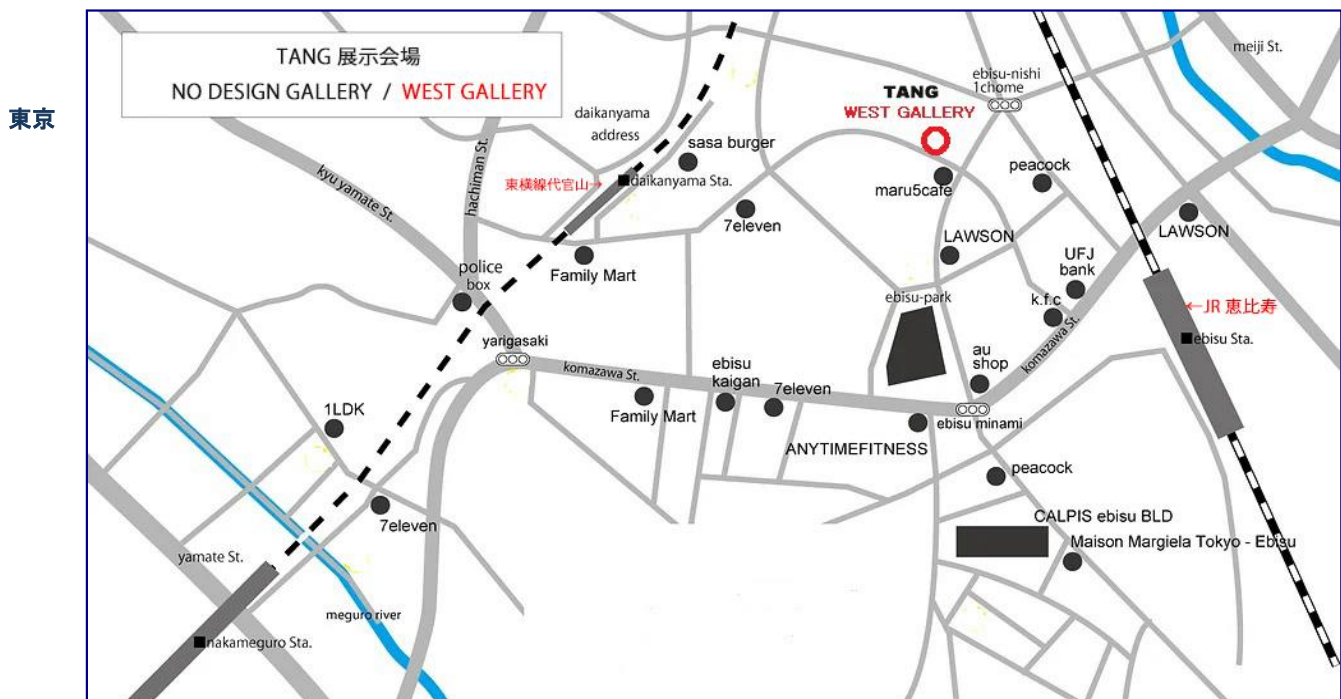 東京
TANG 展示会場
NO DESIGN GALLERY / WEST GALLERY
meiji St.
ebisu-nishi
1chome
TANG
WEST GALLERY
daikanyama
address
sasa burger
peacock
maru5cafe
kyu yamate St.
hachiman St.
東横線代官山→
daikanyama Sta.
7eleven
LAWSON
LAWSON
UFJ
bank
police
box
Family Mart
ebisu-park
k.f.c
←JR 恵比寿
ebisu Sta.
yarigasaki
komazawa St.
komazawa St.
au
shop
ebisu
kaigan
7eleven
Family Mart
ebisu minami
1LDK
ANYTIMEFITNESS
peacock
7eleven
CALPIS ebisu BLD
Maison Margiela Tokyo - Ebisu
yamate St.
meguro river
nakameguro Sta.